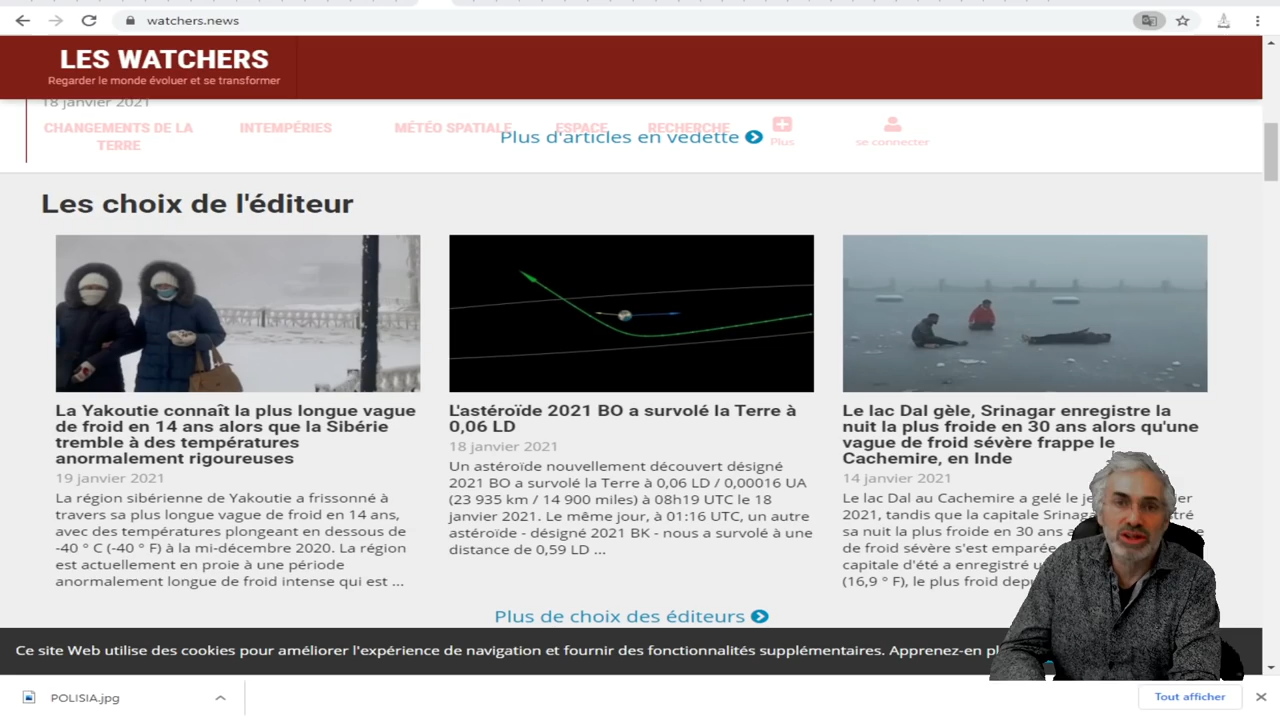 watchers.news
LES WATCHERS
Regarder le monde évoluer et se transformer
18 janvier 2021
CHANGEMENTS DE LA TERRE
INTEMPÉRIES
MÉTÉO SPATIALE
ESPACE
RECHERCHE
Plus
se connecter
Plus d'articles en vedette
Les choix de l'éditeur
La Yakoutie connaît la plus longue vague
de froid en 14 ans alors que la Sibérie
tremble à des températures
anormalement rigoureuses
19 janvier 2021
La région sibérienne de Yakoutie a frissonné à
travers sa plus longue vague de froid en 14 ans,
avec des températures plongeant en dessous de
-40 ° C (-40 ° F) à la mi-décembre 2020. La région
est actuellement en proie à une période
anormalement longue de froid intense qui est ...
L'astéroïde 2021 BO a survolé la Terre à
0,06 LD
18 janvier 2021
Un astéroïde nouvellement découvert désigné
2021 BO a survolé la Terre à 0,06 LD / 0,00016 UA
(23 935 km / 14 900 miles) à 08h19 UTC le 18
janvier 2021. Le même jour, à 01:16 UTC, un autre
astéroïde - désigné 2021 BK - nous a survolé à une
distance de 0,59 LD ...
Le lac Dal gèle, Srinagar enregistre la
nuit la plus froide en 30 ans alors qu'une
vague de froid sévère frappe le
Cachemire, en Inde
14 janvier 2021
Le lac Dal au Cachemire a gelé le
2021, tandis que la capitale
sa nuit la plus froide en 30 ans
de froid sévère s'est
capitale d'été a enregistré
(16,9 ° F), le plus froid
Plus de choix des éditeurs
Ce site Web utilise des cookies pour améliorer l'expérience de navigation et fournir des fonctionnalités supplémentaires. Apprenez-en
POLISIA.jpg
Tout afficher